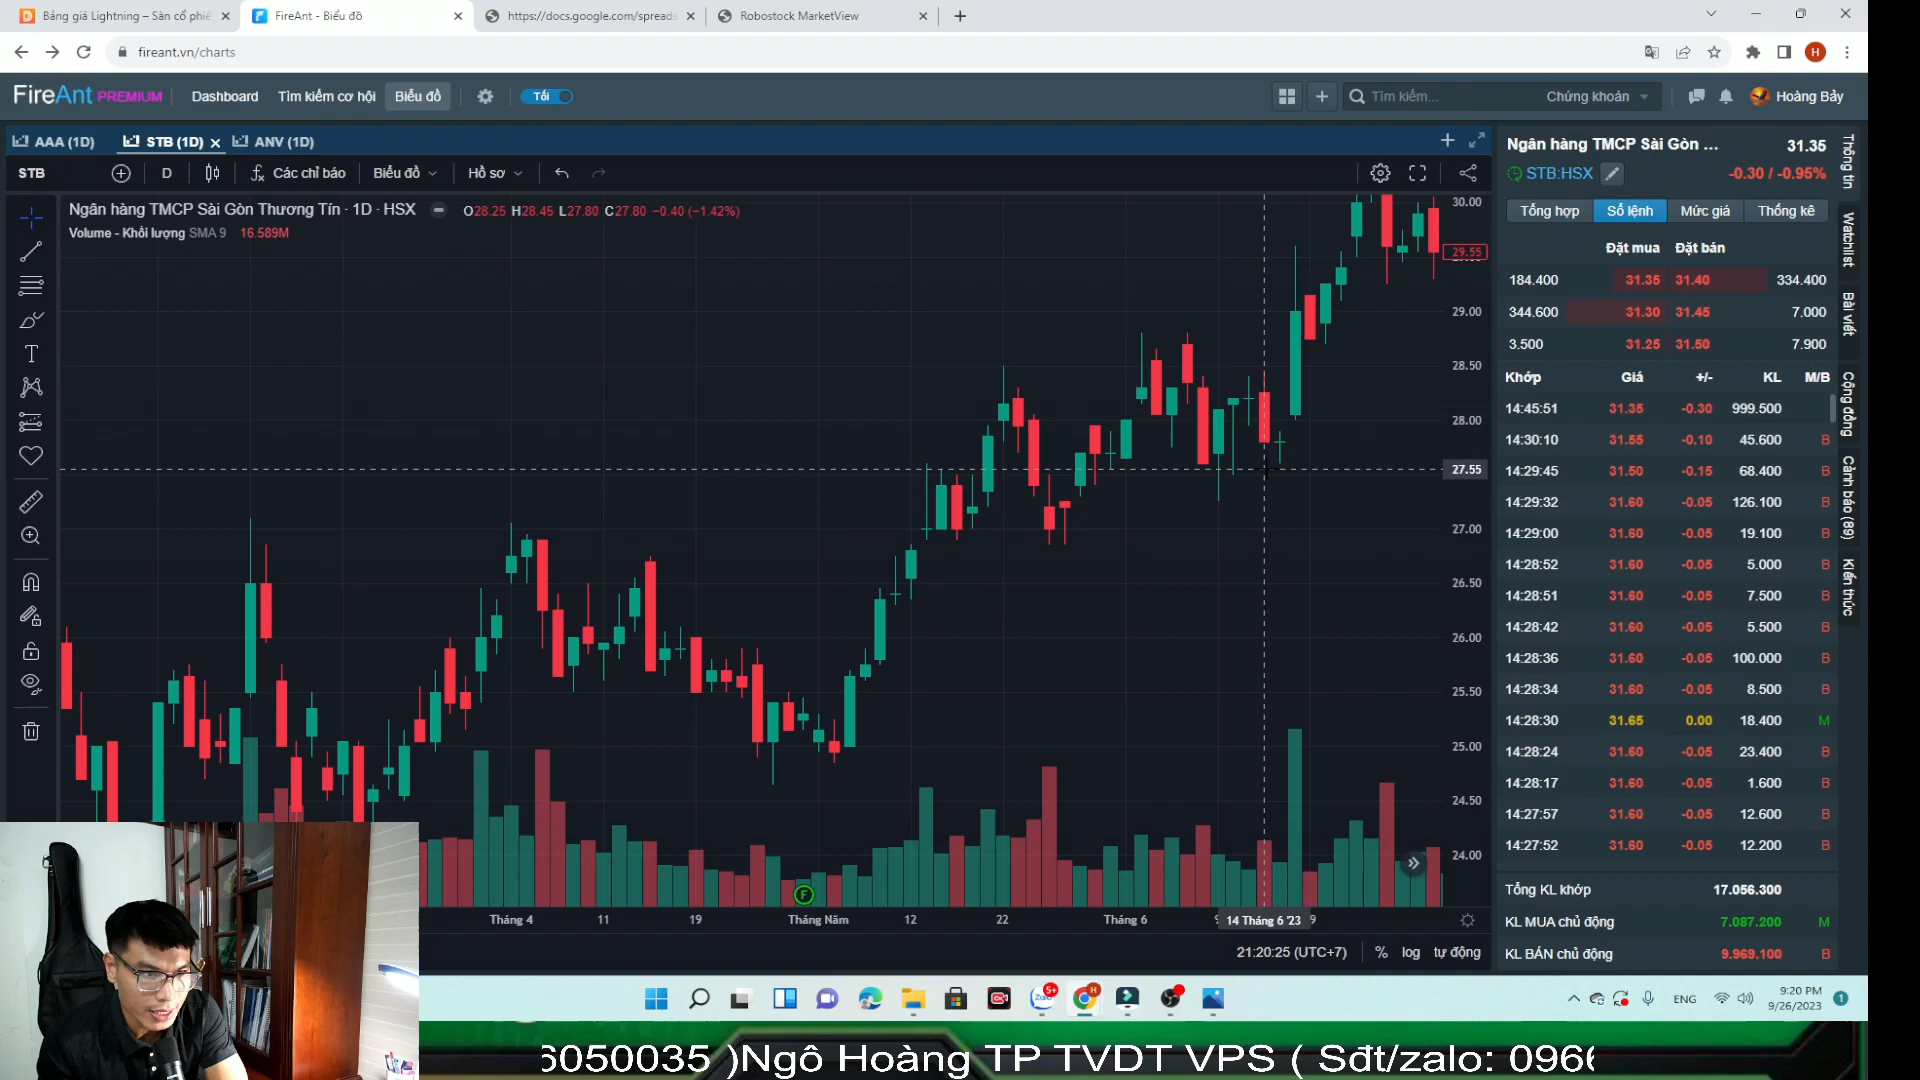 Bảng giá Lightning – Sàn cổ phiế
FireAnt - Biểu đồ
https://docs.google.com/spreads
Robostock MarketView
fireant.vn/charts
H
FireAnt PREMIUM
Dashboard
Tìm kiếm cơ hội
Biểu đồ
Tối
Tìm kiếm...
Chứng khoán
Hoàng Bảy
AAA (1D)
STB (1D)
ANV (1D)
STB
D
Các chỉ báo
Biểu đồ
Hồ sơ
Ngân hàng TMCP Sài Gòn Thương Tín · 1D · HSX
O28.25 H28.45 L27.80 C27.80 −0.40 (−1.42%)
Volume - Khối lượng SMA 9 16.589M
30.00
29.55
29.00
28.50
28.00
27.55
27.00
26.50
26.00
25.50
25.00
24.50
24.00
F
Tháng 4
11
19
Tháng Năm
12
22
Tháng 6
14 Tháng 6 '23
9
21:20:25 (UTC+7)
%
log
tự động
Ngân hàng TMCP Sài Gòn ...
31.35
STB:HSX
-0.30 / -0.95%
Tổng hợp
Sổ lệnh
Mức giá
Thống kê
Đặt mua Đặt bán
184.400 31.35 31.40 334.400
344.600 31.30 31.45 7.000
3.500 31.25 31.50 7.900
Khớp Giá +/- KL M/B
14:45:51 31.35 -0.30 999.500
14:30:10 31.55 -0.10 45.600 B
14:29:45 31.50 -0.15 68.400 B
14:29:32 31.60 -0.05 126.100 B
14:29:00 31.60 -0.05 19.100 B
14:28:52 31.60 -0.05 5.000 B
14:28:51 31.60 -0.05 7.500 B
14:28:42 31.60 -0.05 5.500 B
14:28:36 31.60 -0.05 100.000 B
14:28:34 31.60 -0.05 8.500 B
14:28:30 31.65 0.00 18.400 M
14:28:24 31.60 -0.05 23.400 B
14:28:17 31.60 -0.05 1.600 B
14:27:57 31.60 -0.05 12.600 B
14:27:52 31.60 -0.05 12.200 B
Tổng KL khớp 17.056.300
KL MUA chủ động 7.087.200 M
KL BÁN chủ động 9.969.100 B
Thông tin
Watchlist
Bài viết
Cộng đồng
Cảnh báo (89)
Kiến thức
Zalo
5+
H
ENG
9:20 PM
9/26/2023
1
6050035 )Ngô Hoàng TP TVDT VPS ( Sđt/zalo: 0966